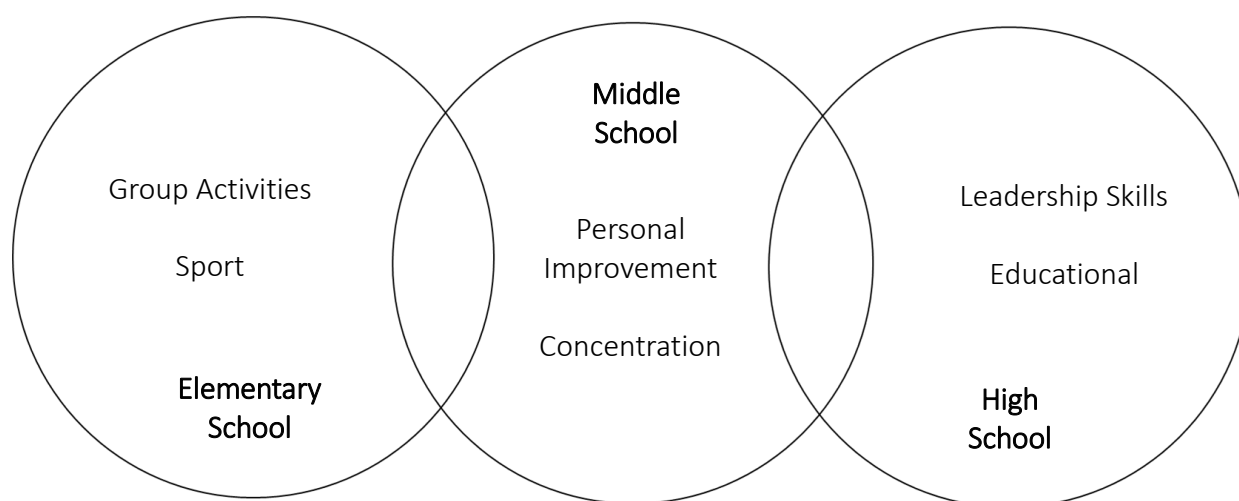 Group Activities
Sport
Elementary
School
Middle
School
Personal
Improvement
Concentration
Leadership Skills
Educational
High
School